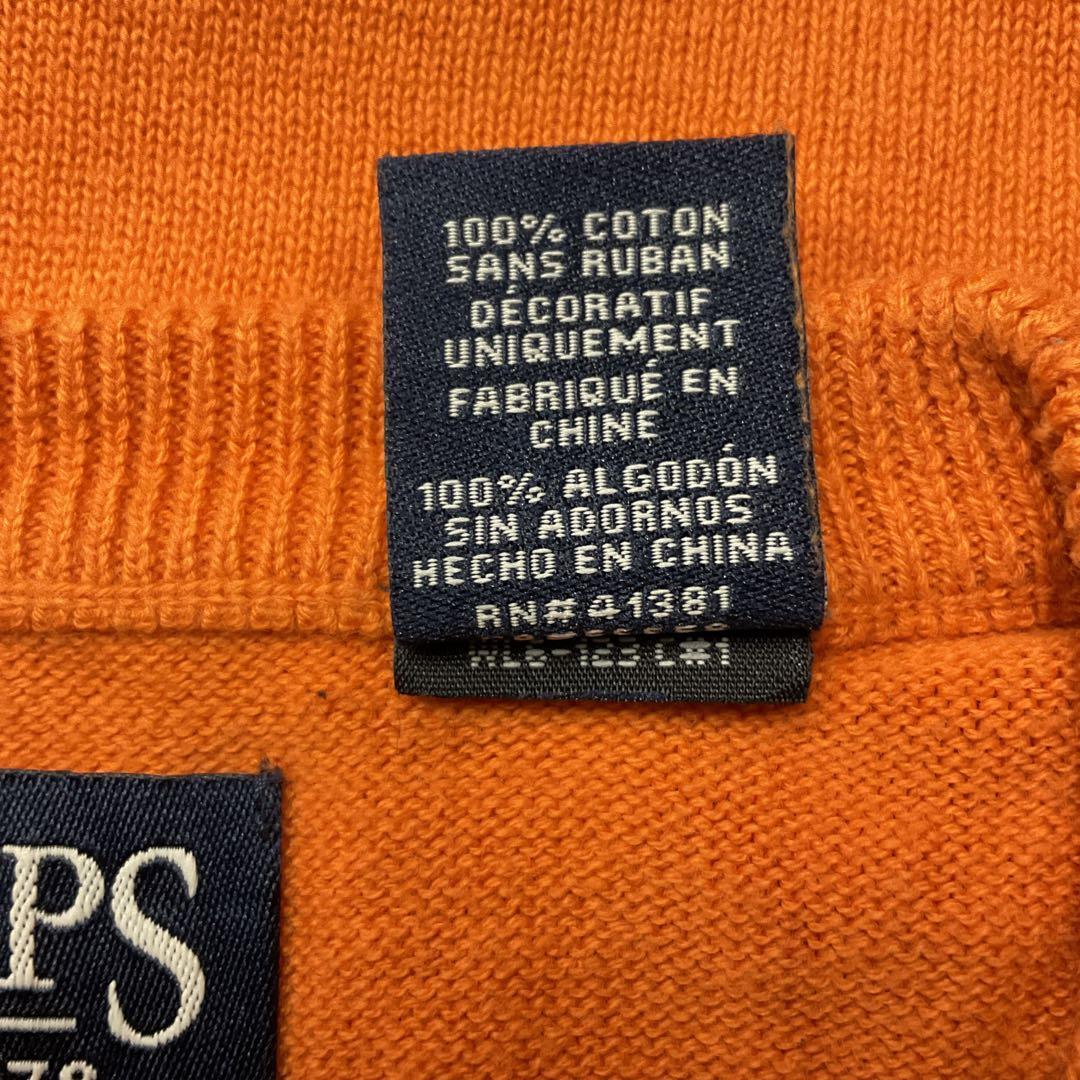 100% COTON
SANS RUBAN
DÉCORATIF
UNIQUEMENT
FABRIQUÉ EN
CHINE
100% ALGODÓN
SIN ADORNOS
HECHO EN CHINA
RN#41381
PS